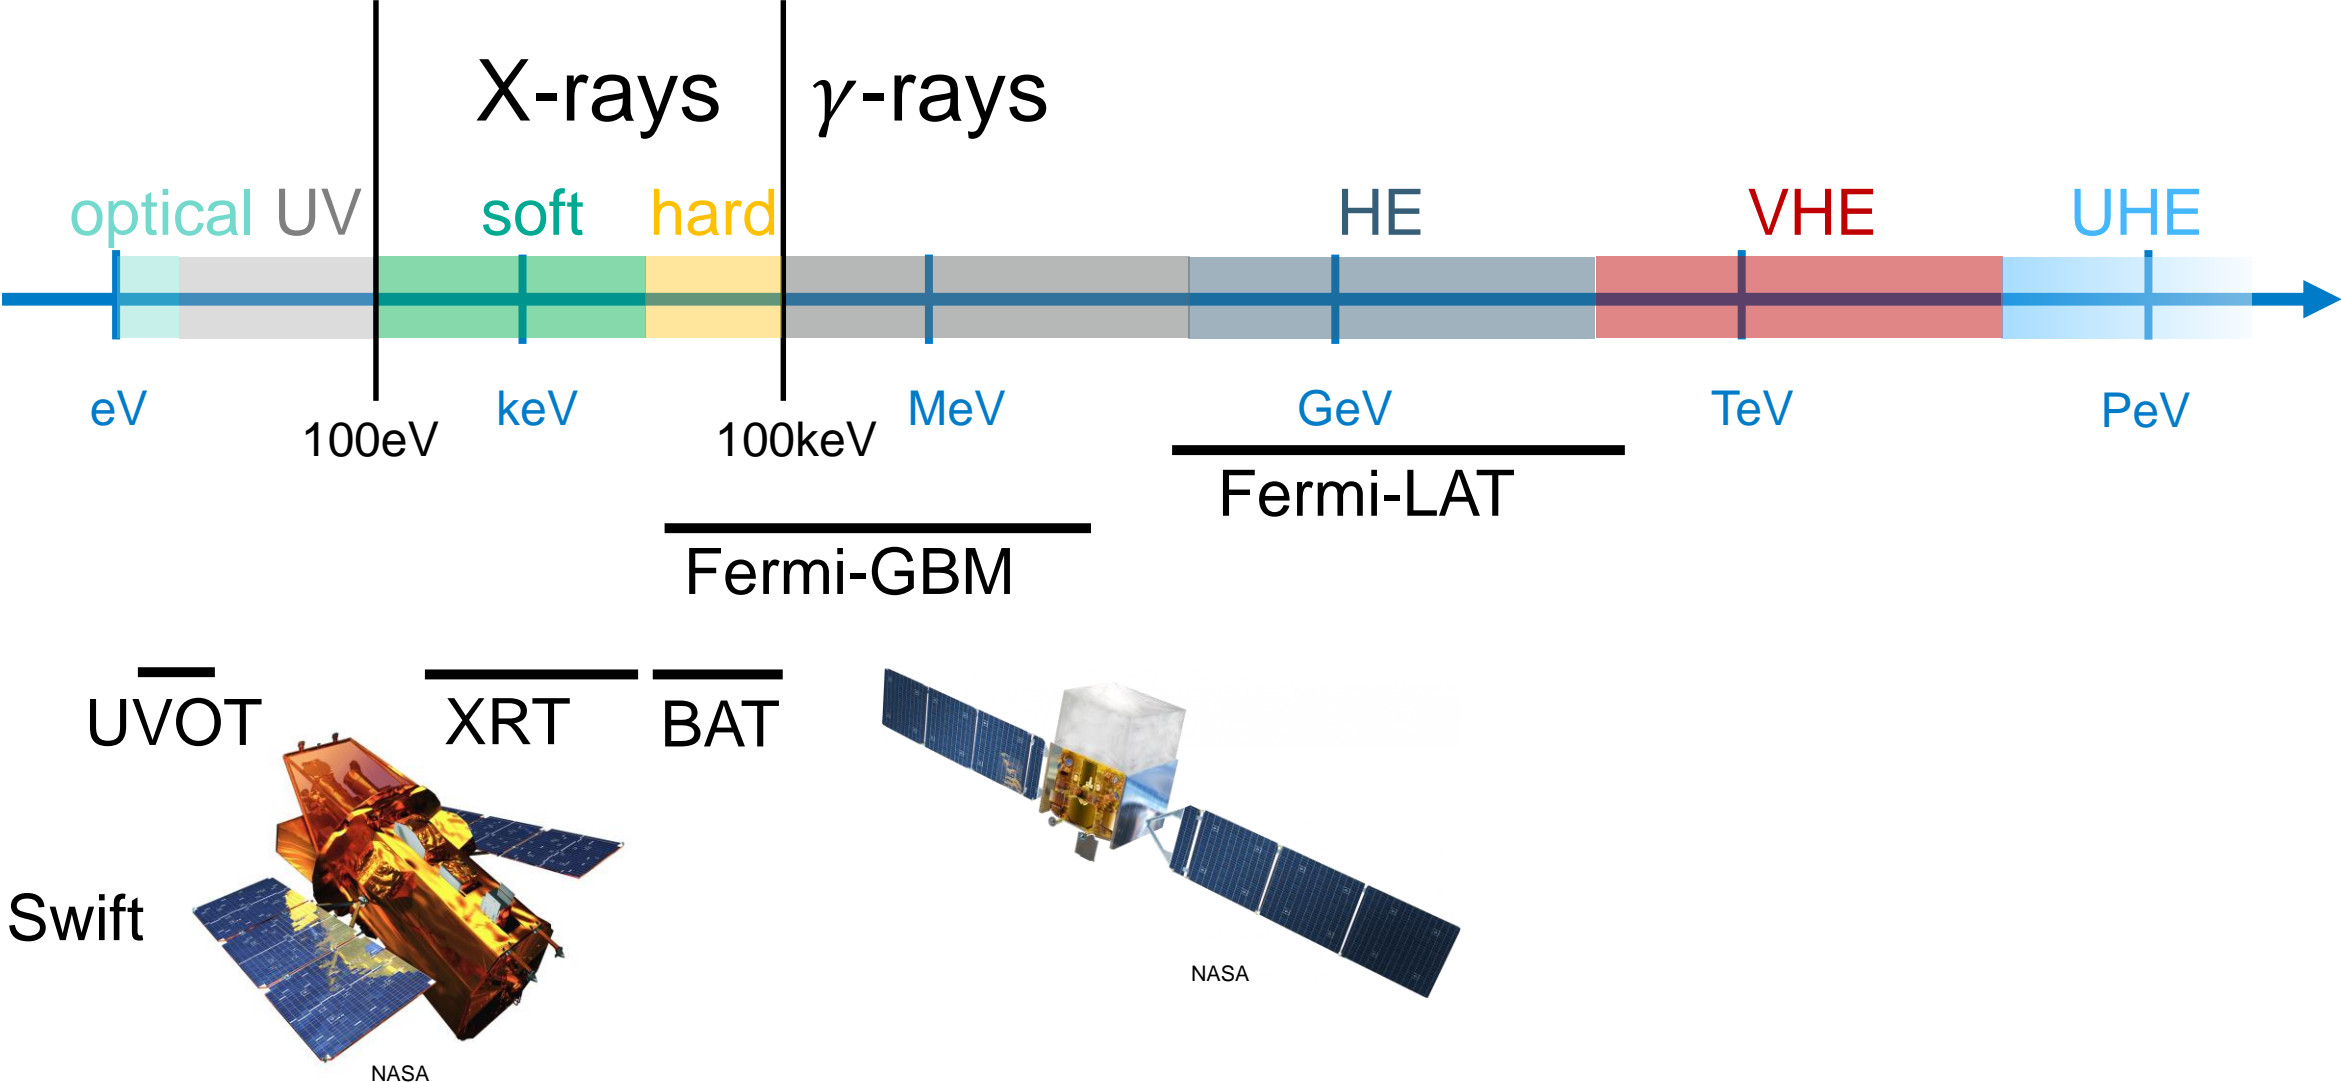 X-rays γ-rays
optical UV soft hard HE VHE UHE
eV keV MeV GeV TeV PeV
100eV 100keV
Fermi-LAT
Fermi-GBM
UVOT XRT BAT
Swift
NASA
NASA